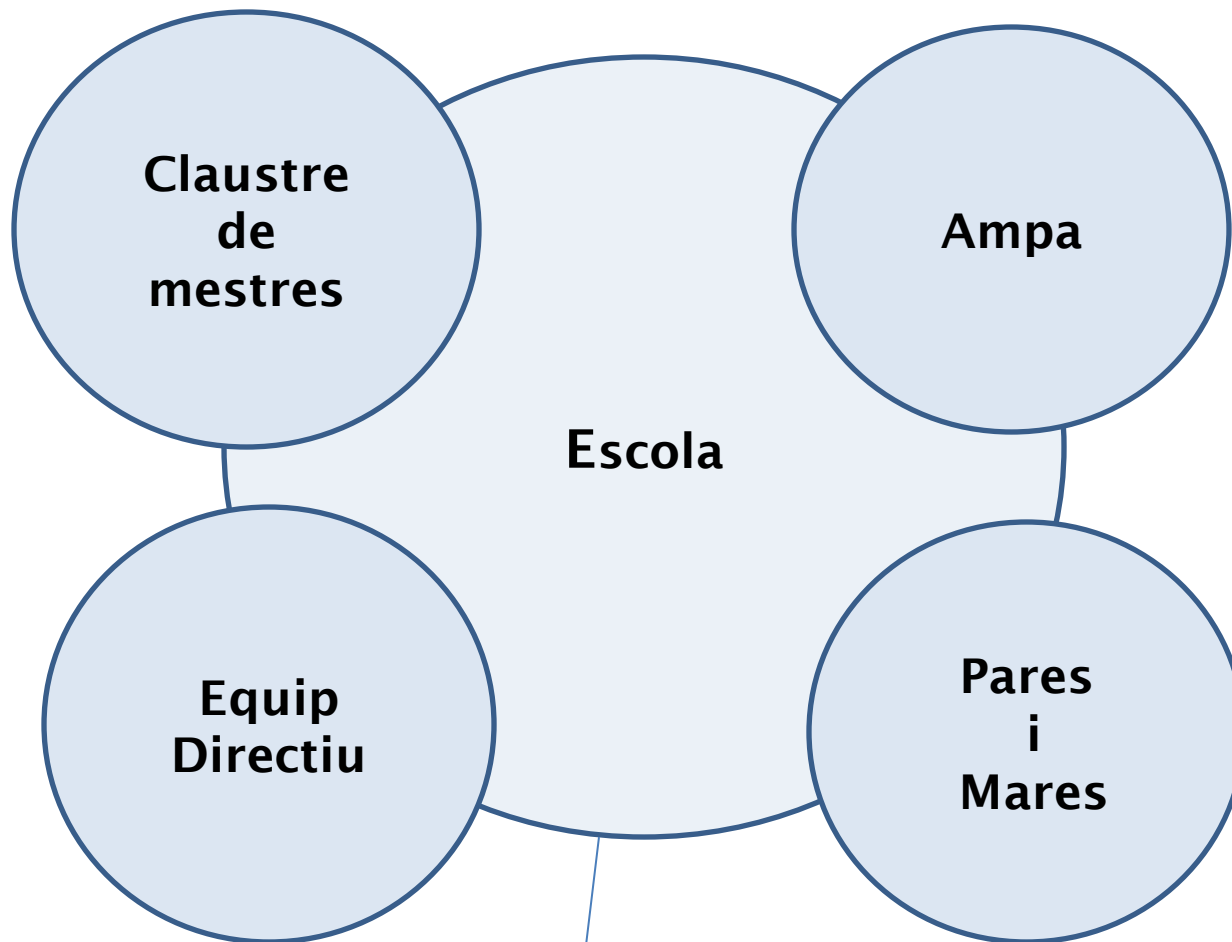 Claustre
de
mestres
Ampa
Escola
Equip
Directiu
Pares
i
Mares